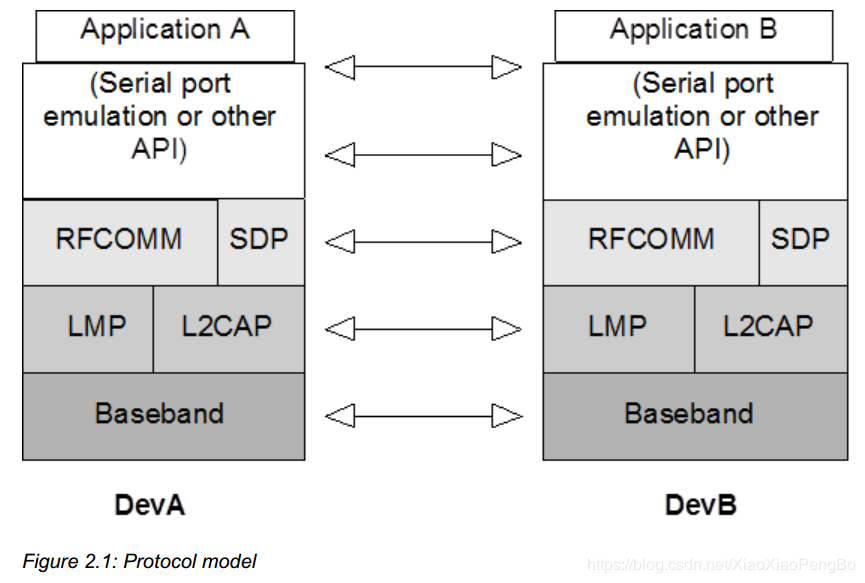 Application A
(Serial port
emulation or other
API)
RFCOMM
SDP
LMP
L2CAP
Baseband
DevA
Application B
(Serial port
emulation or other
API)
RFCOMM
SDP
LMP
L2CAP
Baseband
DevB
Figure 2.1: Protocol model
https://blog.csdn.net/XiaoXiaoPengBo